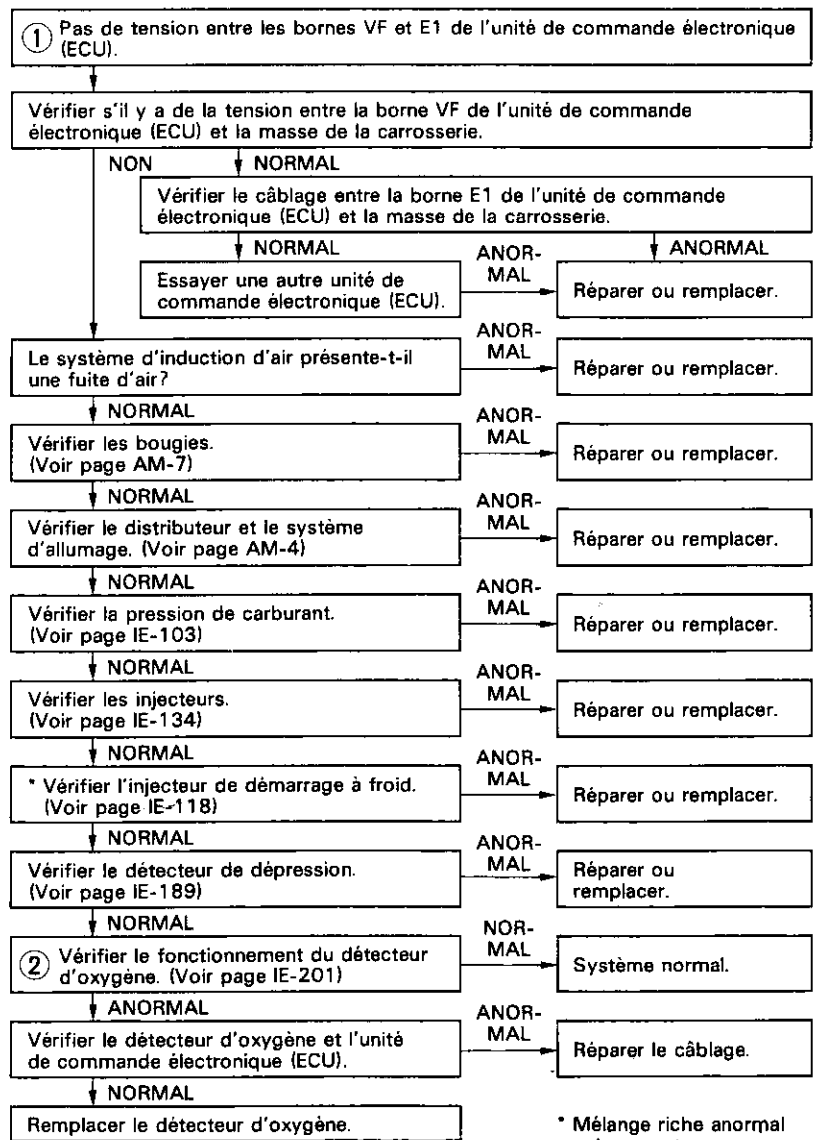 ① Pas de tension entre les bornes VF et E1 de l'unité de commande électronique
(ECU).
Vérifier s'il y a de la tension entre la borne VF de l'unité de commande
électronique (ECU) et la masse de la carrosserie.
NON
NORMAL
Vérifier le câblage entre la borne E1 de l'unité de commande
électronique (ECU) et la masse de la carrosserie.
NORMAL
ANORMAL
Essayer une autre unité de
commande électronique (ECU).
ANOR-
MAL
Réparer ou remplacer.
Le système d'induction d'air présente-t-il
une fuite d'air?
ANOR-
MAL
Réparer ou remplacer.
NORMAL
Vérifier les bougies.
(Voir page AM-7)
ANOR-
MAL
Réparer ou remplacer.
NORMAL
Vérifier le distributeur et le système
d'allumage. (Voir page AM-4)
ANOR-
MAL
Réparer ou remplacer.
NORMAL
Vérifier la pression de carburant.
(Voir page IE-103)
ANOR-
MAL
Réparer ou remplacer.
NORMAL
Vérifier les injecteurs.
(Voir page IE-134)
ANOR-
MAL
Réparer ou remplacer.
NORMAL
* Vérifier l'injecteur de démarrage à froid.
(Voir page IE-118)
ANOR-
MAL
Réparer ou remplacer.
NORMAL
Vérifier le détecteur de dépression.
(Voir page IE-189)
ANOR-
MAL
Réparer ou
remplacer.
NORMAL
② Vérifier le fonctionnement du détecteur
d'oxygène. (Voir page IE-201)
NOR-
MAL
Système normal.
ANORMAL
Vérifier le détecteur d'oxygène et l'unité
de commande électronique (ECU).
ANOR-
MAL
Réparer le câblage.
NORMAL
Remplacer le détecteur d'oxygène.
* Mélange riche anormal